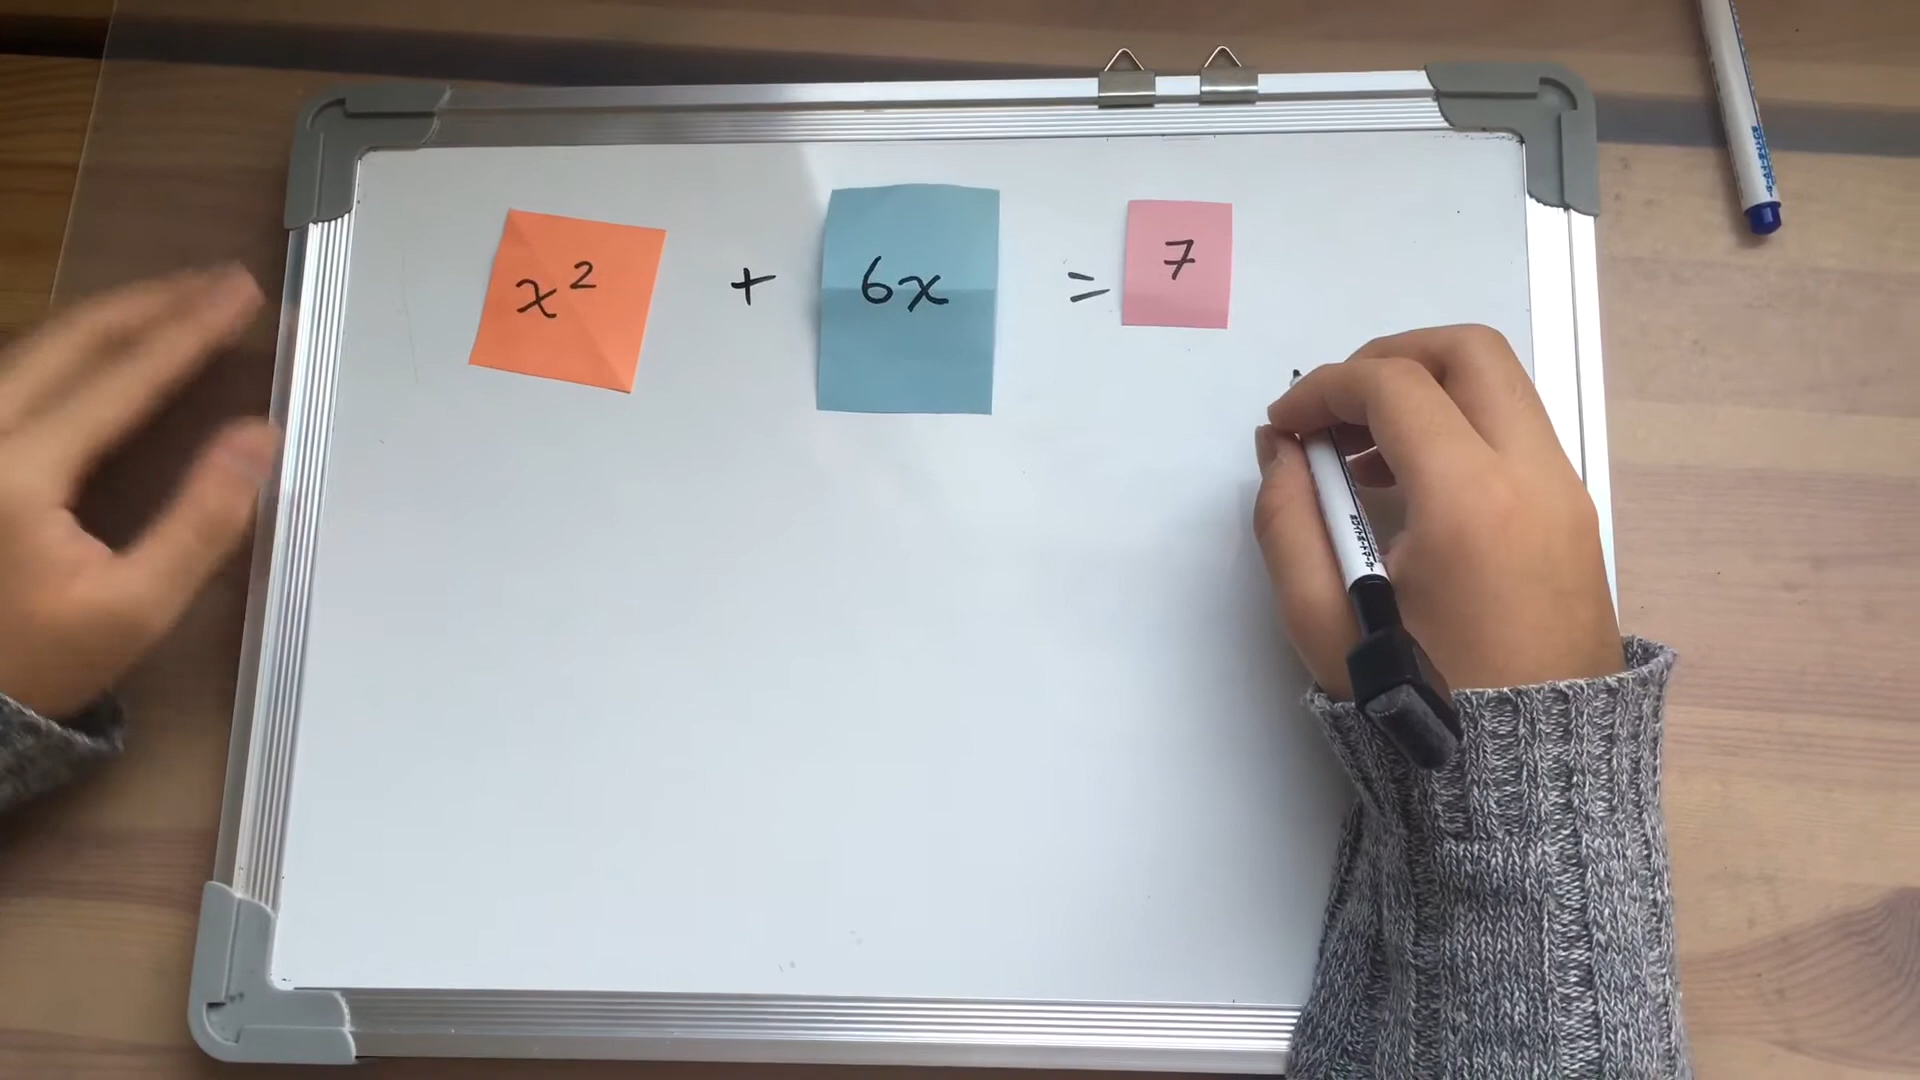 x² + 6x = 7